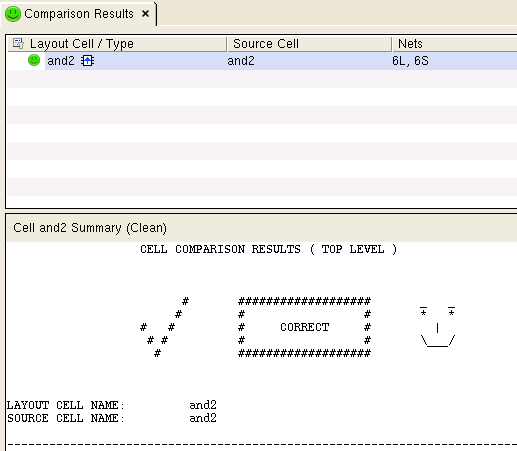 Comparison Results ×
Layout Cell / Type Source Cell Nets
and2 and2 6L, 6S
Cell and2 Summary (Clean)
CELL COMPARISON RESULTS ( TOP LEVEL )
# ################### _ _
# # # * *
# # # CORRECT # |
# # # # \___/
# ###################
LAYOUT CELL NAME: and2
SOURCE CELL NAME: and2
--------------------------------------------------------------------------